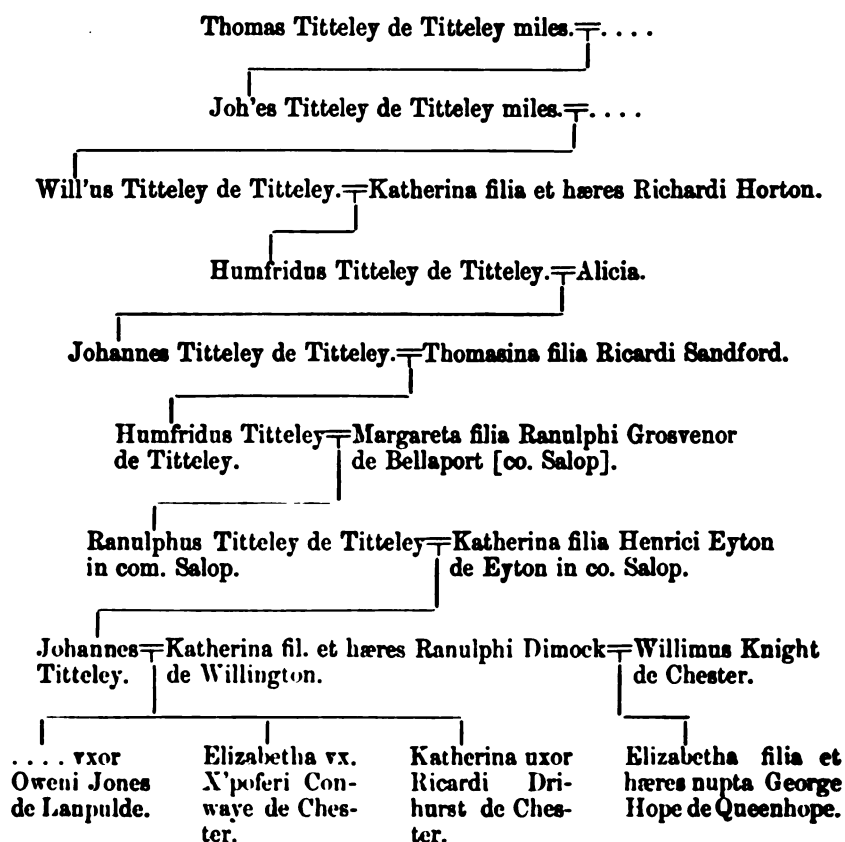 Thomas Titteley de Titteley miles.=. . . .
Joh'es Titteley de Titteley miles.=. . . .
Will'us Titteley de Titteley.=Katherina filia et hæres Richardi Horton.
Humfridus Titteley de Titteley.=Alicia.
Johannes Titteley de Titteley.=Thomasina filia Ricardi Sandford.
Humfridus Titteley=Margareta filia Ranulphi Grosvenor
de Titteley. de Bellaport [co. Salop].
Ranulphus Titteley de Titteley=Katherina filia Henrici Eyton
in com. Salop. de Eyton in co. Salop.
Johannes=Katherina fil. et hæres Ranulphi Dimock=Willimus Knight
Titteley. de Willington. de Chester.
. . . . vxor
Oweni Jones
de Lanpulde.
Elizabetha vx.
X'poferi Con-
waye de Ches-
ter.
Katherina uxor
Ricardi Dri-
hurst de Ches-
ter.
Elizabetha filia et
hæres nupta George
Hope de Queenhope.